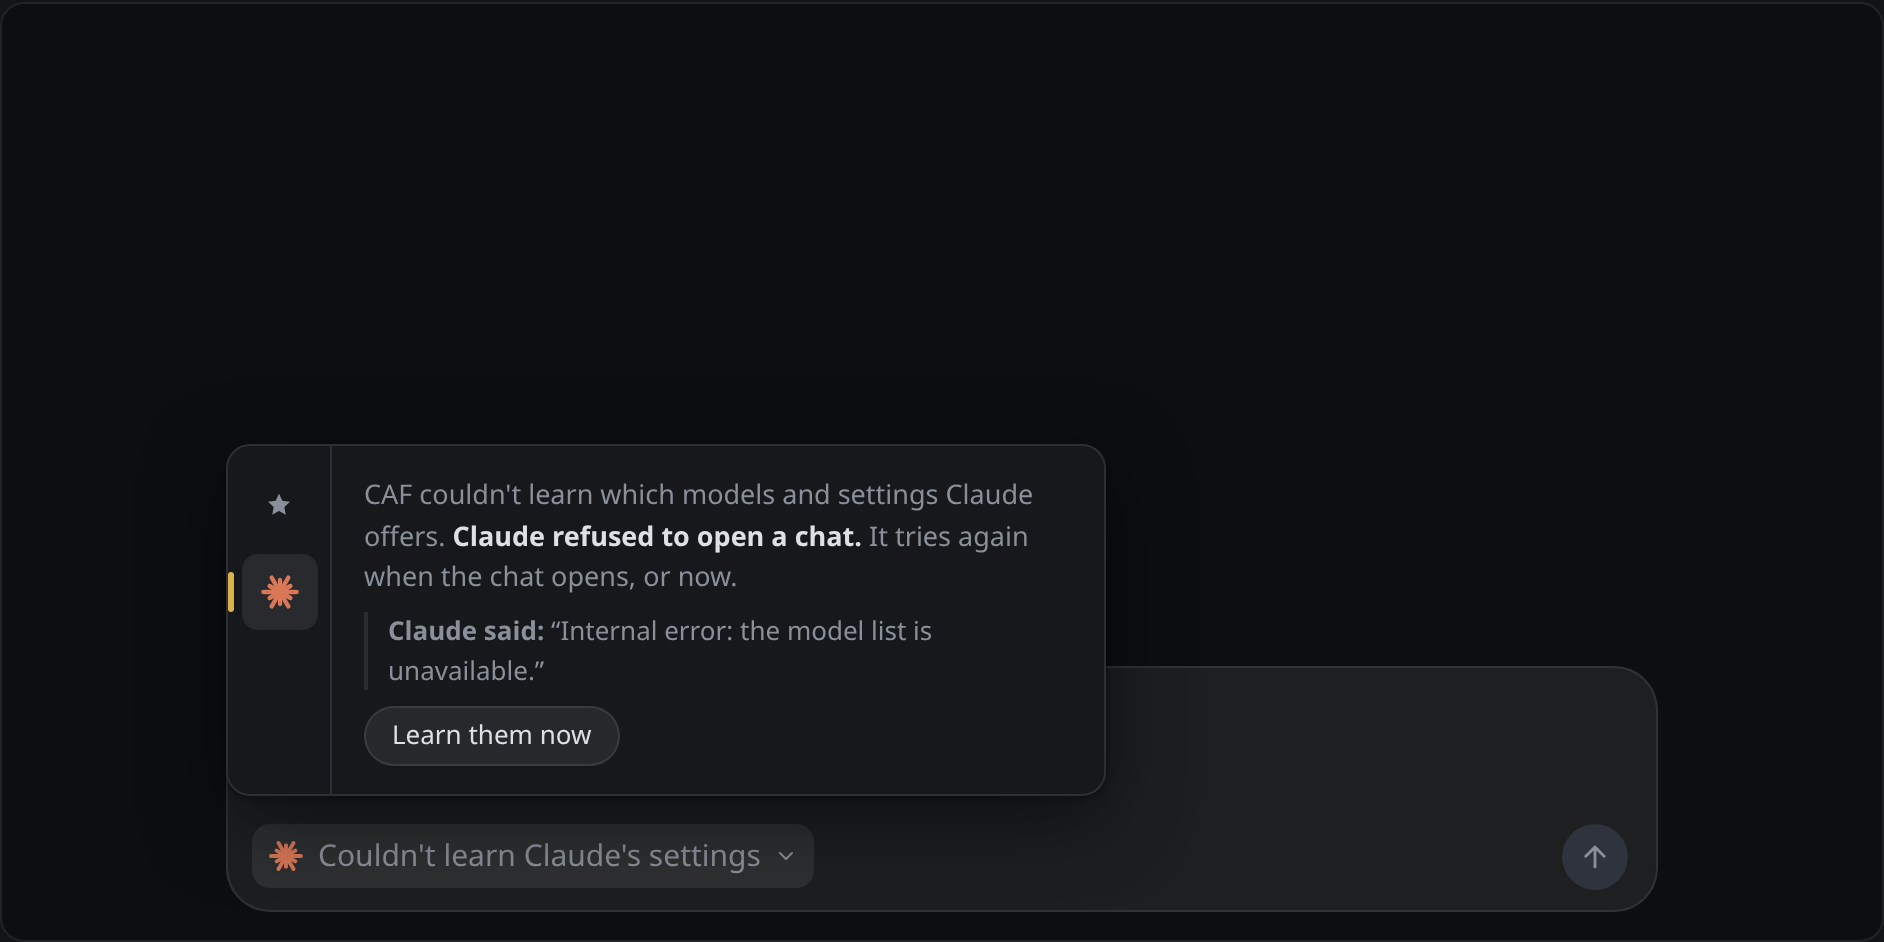 CAF couldn't learn which models and settings Claude
offers. Claude refused to open a chat. It tries again
when the chat opens, or now.
Claude said: “Internal error: the model list is
unavailable.”
Learn them now
Couldn't learn Claude's settings